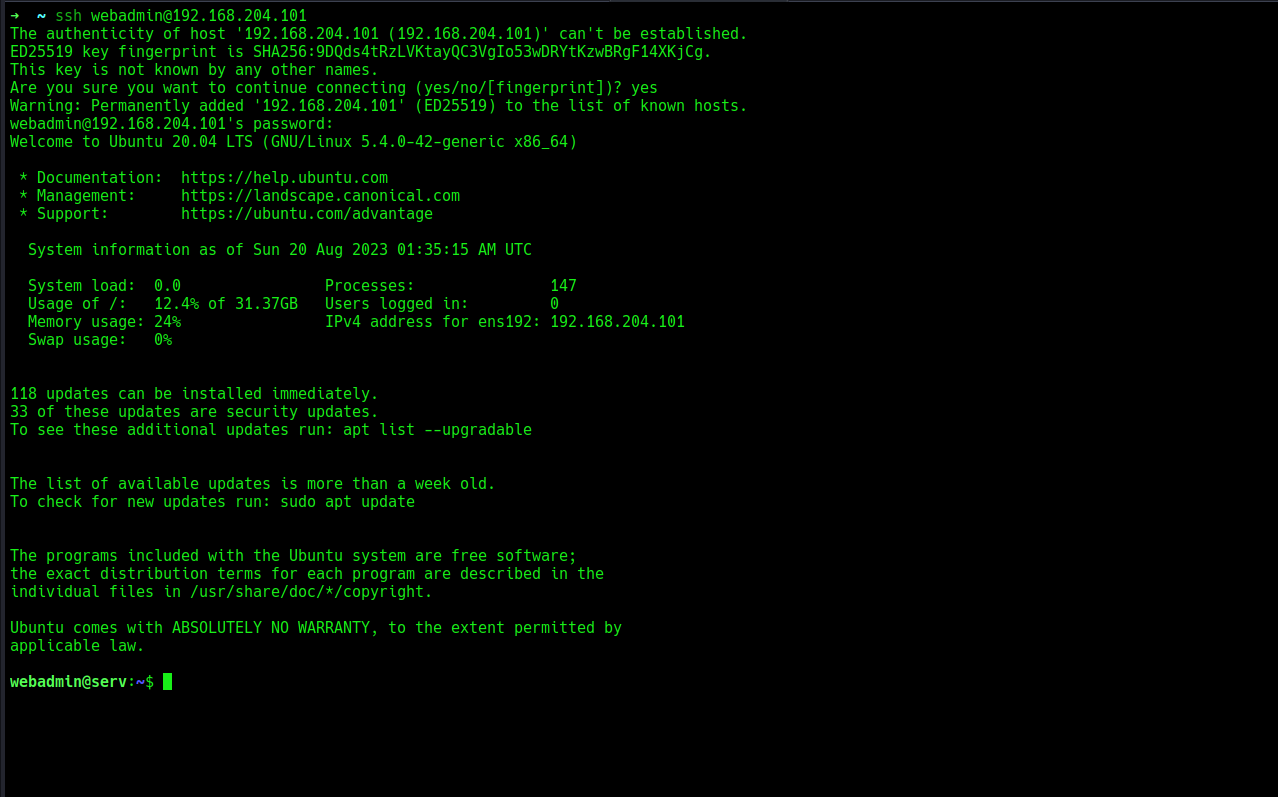 →  ~ ssh webadmin@192.168.204.101
The authenticity of host '192.168.204.101 (192.168.204.101)' can't be established.
ED25519 key fingerprint is SHA256:9DQds4tRzLVKtayQC3VgIo53wDRYtKzwBRgF14XKjCg.
This key is not known by any other names.
Are you sure you want to continue connecting (yes/no/[fingerprint])? yes
Warning: Permanently added '192.168.204.101' (ED25519) to the list of known hosts.
webadmin@192.168.204.101's password:
Welcome to Ubuntu 20.04 LTS (GNU/Linux 5.4.0-42-generic x86_64)

 * Documentation:  https://help.ubuntu.com
 * Management:     https://landscape.canonical.com
 * Support:        https://ubuntu.com/advantage

  System information as of Sun 20 Aug 2023 01:35:15 AM UTC

  System load:  0.0                Processes:               147
  Usage of /:   12.4% of 31.37GB   Users logged in:         0
  Memory usage: 24%                IPv4 address for ens192: 192.168.204.101
  Swap usage:   0%


118 updates can be installed immediately.
33 of these updates are security updates.
To see these additional updates run: apt list --upgradable


The list of available updates is more than a week old.
To check for new updates run: sudo apt update


The programs included with the Ubuntu system are free software;
the exact distribution terms for each program are described in the
individual files in /usr/share/doc/*/copyright.

Ubuntu comes with ABSOLUTELY NO WARRANTY, to the extent permitted by
applicable law.

webadmin@serv:~$